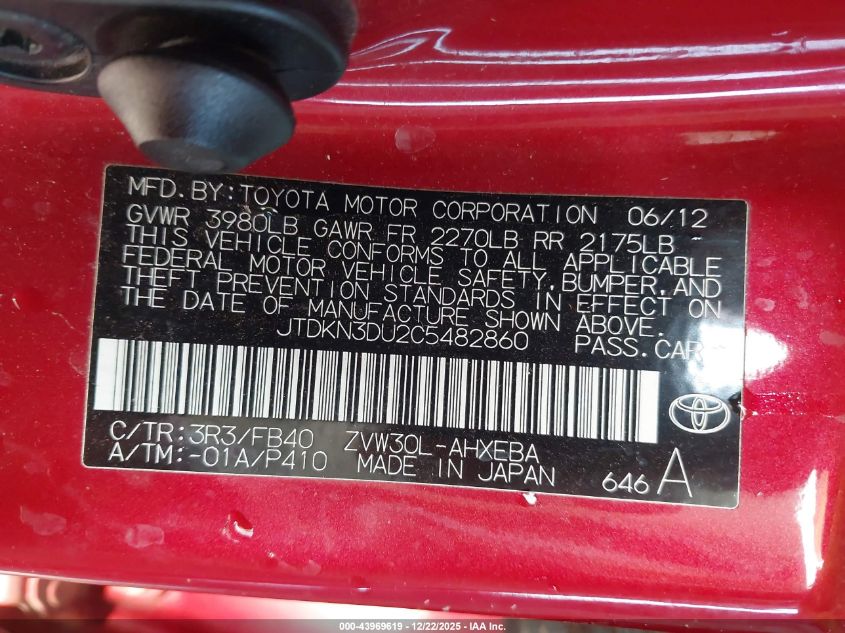 MFD. BY: TOYOTA MOTOR CORPORATION 06/12
GVWR 3980LB GAWR FR 2270LB RR 2175LB
THIS VEHICLE CONFORMS TO ALL APPLICABLE
FEDERAL MOTOR VEHICLE SAFETY, BUMPER, AND
THEFT PREVENTION STANDARDS IN EFFECT ON
THE DATE OF MANUFACTURE SHOWN ABOVE.
JTDKN3DU2C5482860 PASS. CAR
C/TR: 3R3/FB40 ZVW30L-AHXEBA
A/TM: -01A/P410 MADE IN JAPAN
646 A
000-43969619 - 12/22/2025 - IAA Inc.